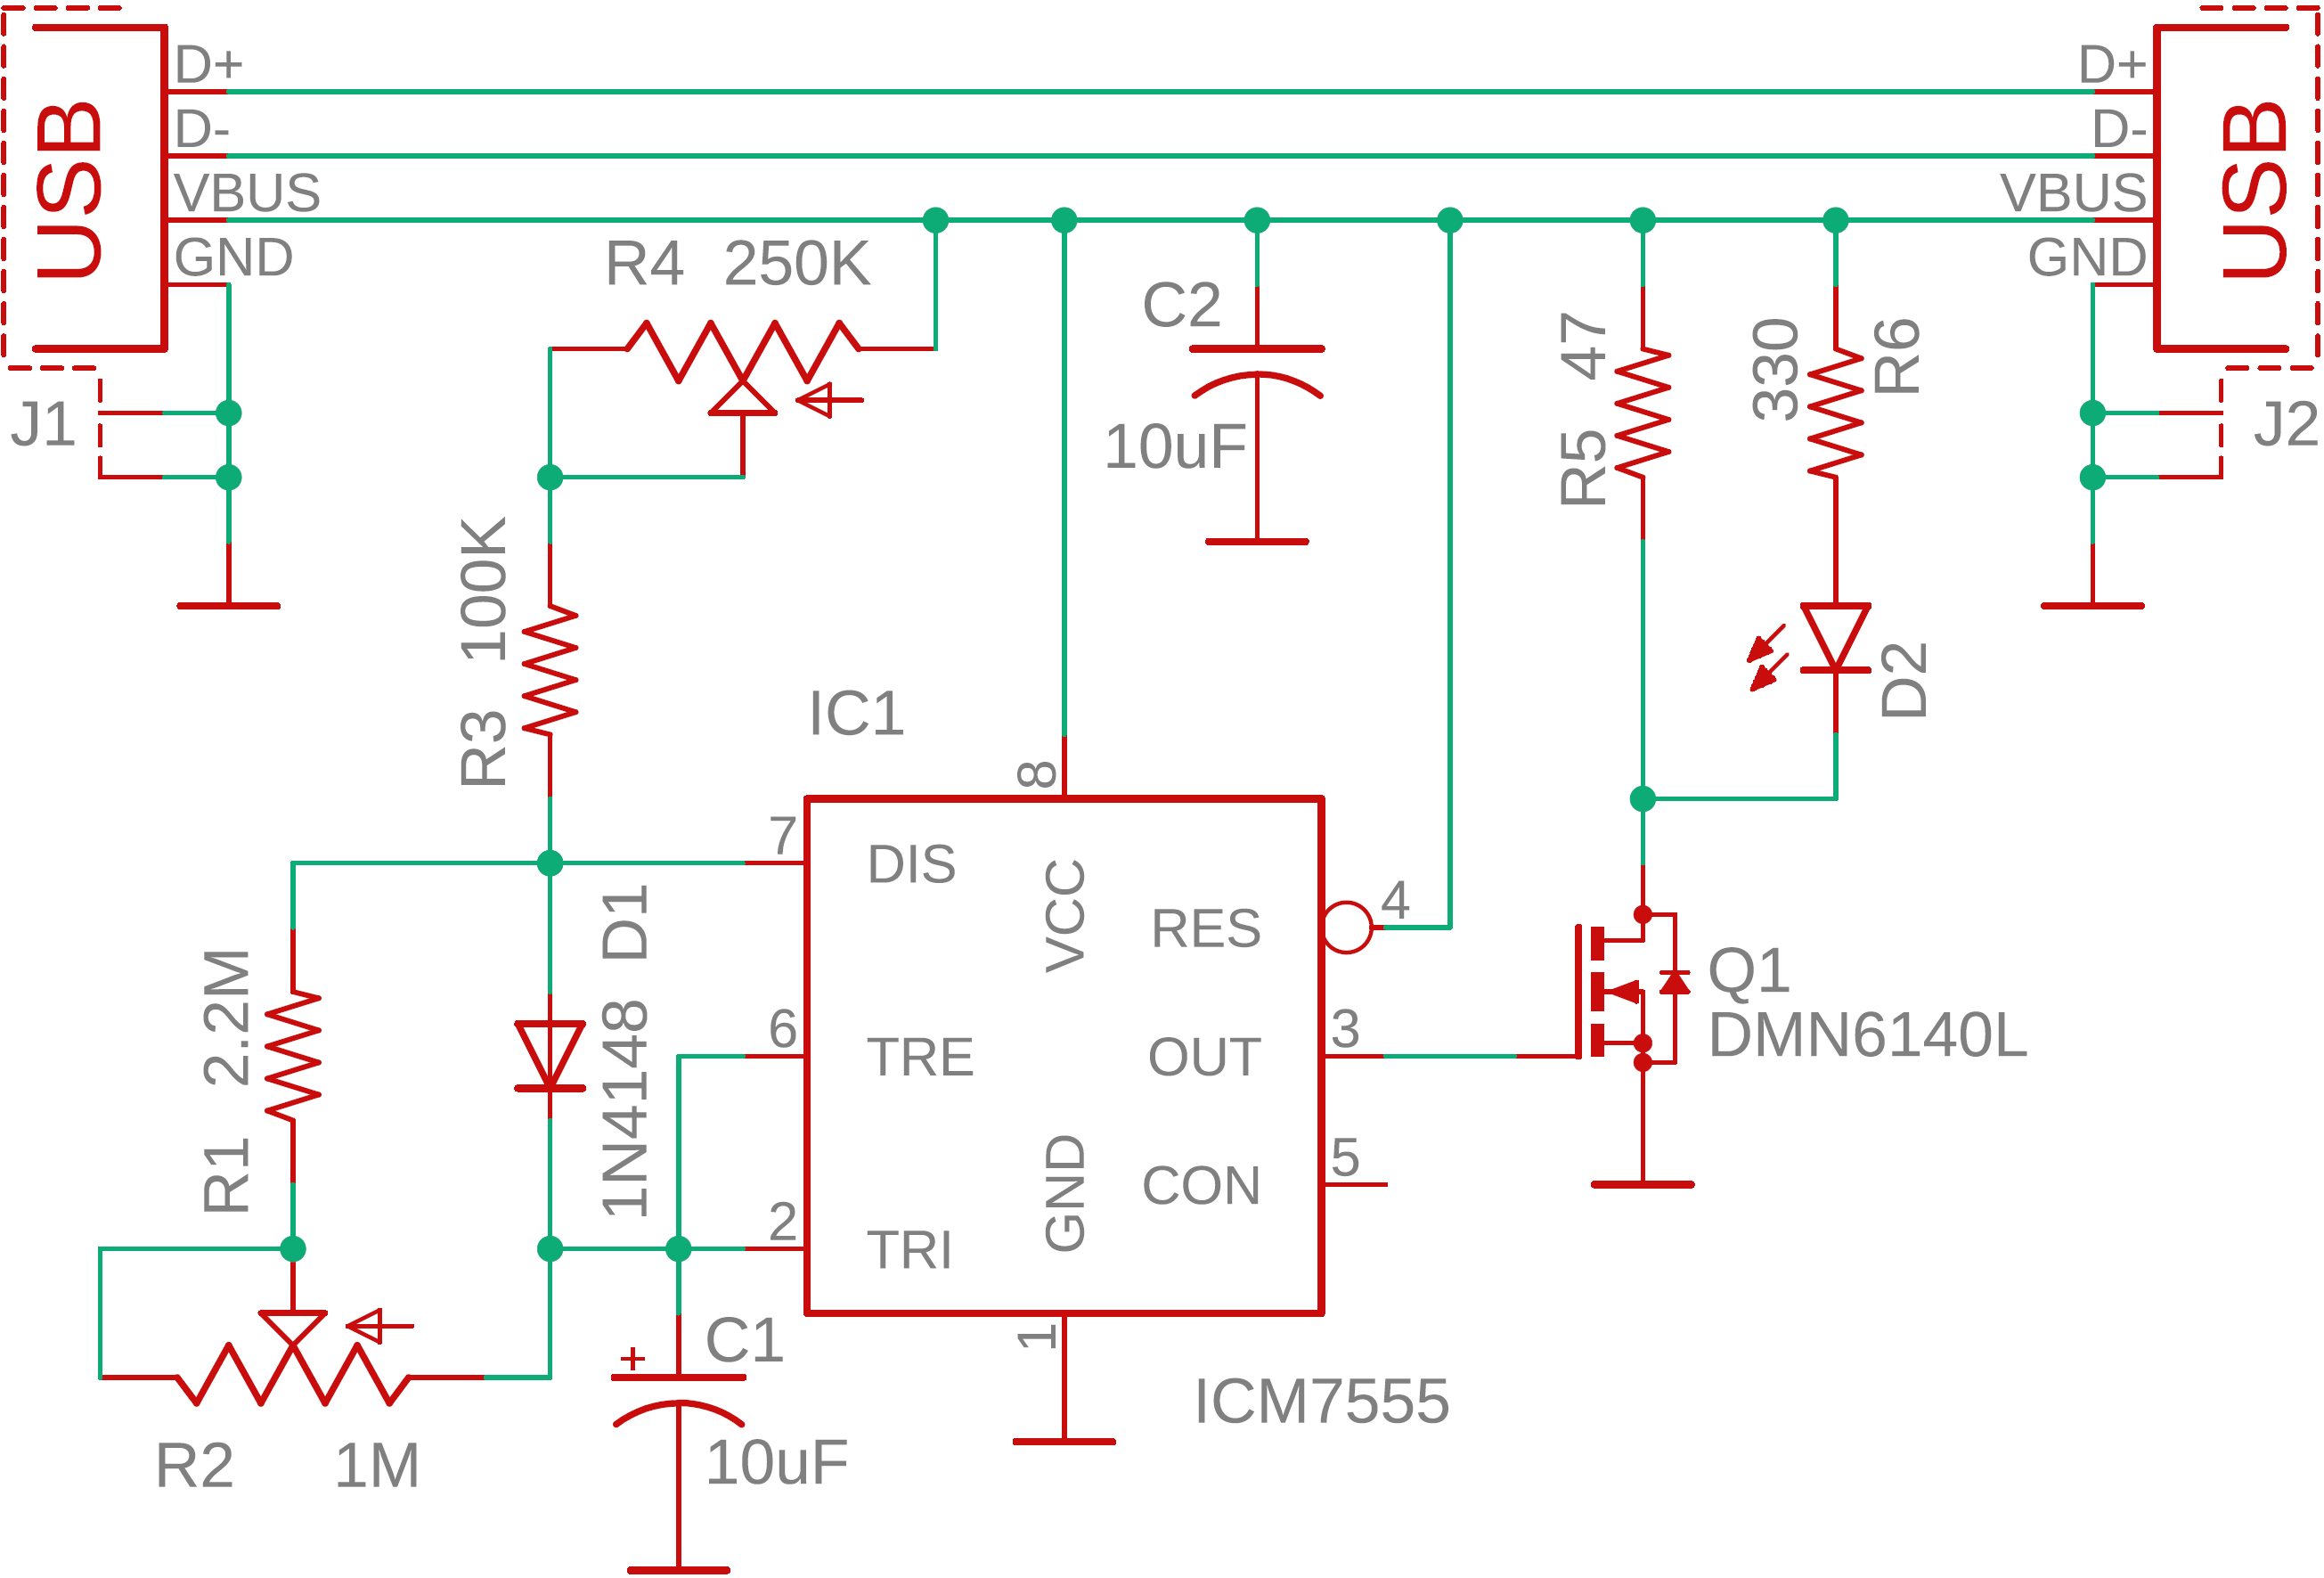 USB
D+
D-
VBUS
GND
J1
D+
D-
VBUS
GND
USB
J2
R4 250K
C2
10uF
R5 47
330
R6
D2
R3 100K
IC1
8
7
DIS
VCC
RES
4
D1
1N4148
R1 2.2M
6
TRE
OUT
3
Q1
DMN6140L
2
TRI
GND
CON
5
1
+
C1
10uF
ICM7555
R2 1M